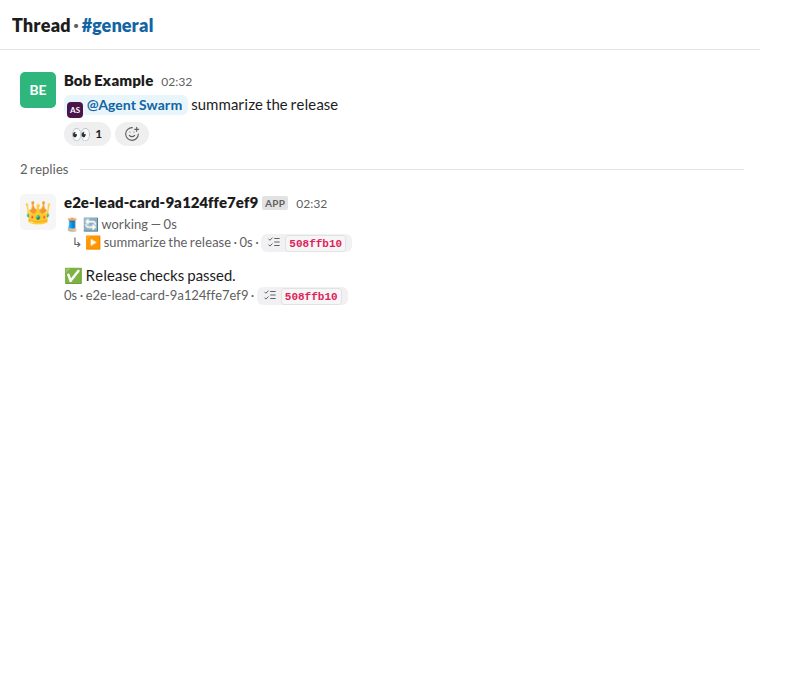 Thread · #general
BE
Bob Example 02:32
AS @Agent Swarm summarize the release
1
2 replies
e2e-lead-card-9a124ffe7ef9 APP 02:32
working — 0s
↳ summarize the release · 0s · 508ffb10
Release checks passed.
0s · e2e-lead-card-9a124ffe7ef9 · 508ffb10